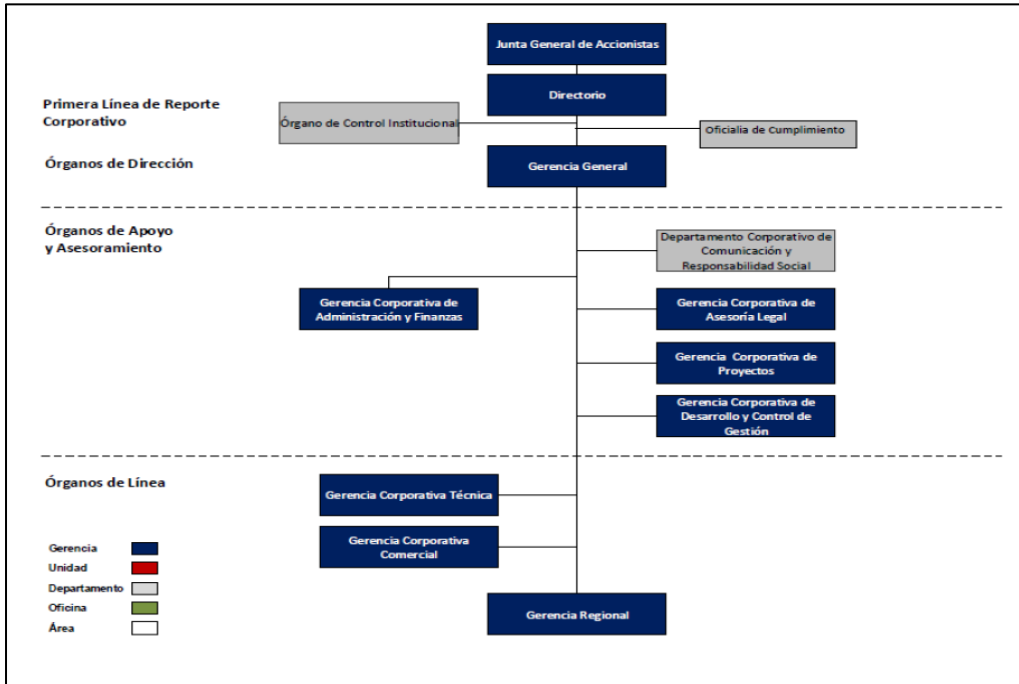 Junta General de Accionistas
Directorio
Primera Línea de Reporte
Corporativo
Órgano de Control Institucional
Oficialia de Cumplimiento
Órganos de Dirección
Gerencia General
Órganos de Apoyo
y Asesoramiento
Departamento Corporativo de
Comunicación y
Responsabilidad Social
Gerencia Corporativa de
Administración y Finanzas
Gerencia Corporativa de
Asesoría Legal
Gerencia Corporativa de
Proyectos
Gerencia Corporativa de
Desarrollo y Control de
Gestión
Órganos de Línea
Gerencia Corporativa Técnica
Gerencia Corporativa
Comercial
Gerencia Regional
Gerencia
Unidad
Departamento
Oficina
Área